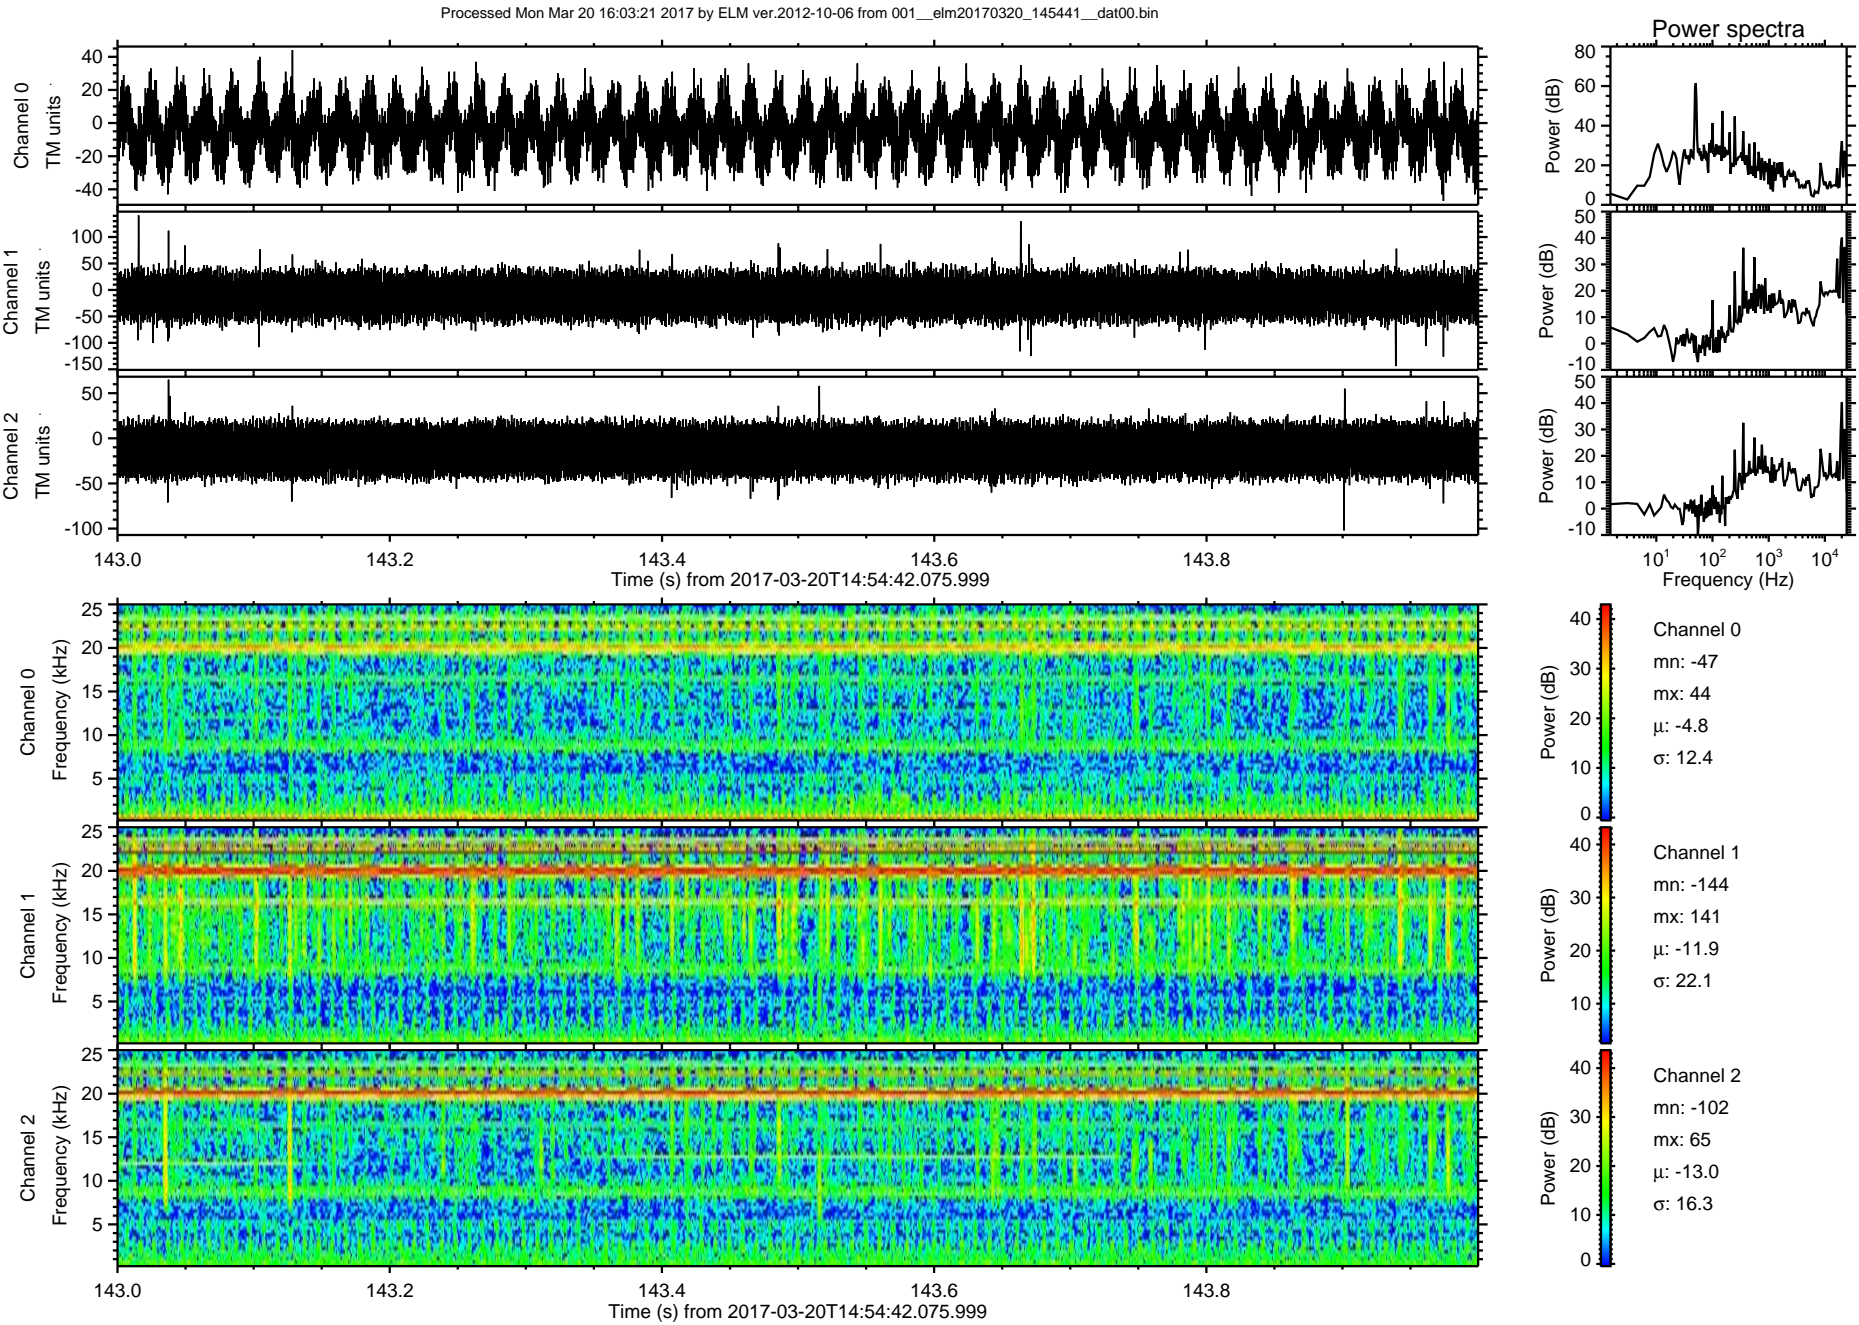 Processed Mon Mar 20 16:03:21 2017 by ELM ver.2012-10-06 from 001__elm20170320_145441__dat00.bin
Power spectra
Channel 0
TM units
40
20
0
-20
-40
Power (dB)
80
60
40
20
0
Channel 1
TM units
100
50
0
-50
-100
-150
Power (dB)
50
40
30
20
10
0
-10
Channel 2
TM units
50
0
-50
-100
Power (dB)
50
40
30
20
10
0
-10
143.0 143.2 143.4 143.6 143.8
Time (s) from 2017-03-20T14:54:42.075.999
10¹ 10² 10³ 10⁴
Frequency (Hz)
Channel 0
Frequency (kHz)
25
20
15
10
5
Power (dB)
40
30
20
10
0
Channel 0
mn: -47
mx: 44
μ: -4.8
σ: 12.4
Channel 1
Frequency (kHz)
25
20
15
10
5
Power (dB)
40
30
20
10
Channel 1
mn: -144
mx: 141
μ: -11.9
σ: 22.1
Channel 2
Frequency (kHz)
25
20
15
10
5
Power (dB)
40
30
20
10
0
Channel 2
mn: -102
mx: 65
μ: -13.0
σ: 16.3
143.0 143.2 143.4 143.6 143.8
Time (s) from 2017-03-20T14:54:42.075.999